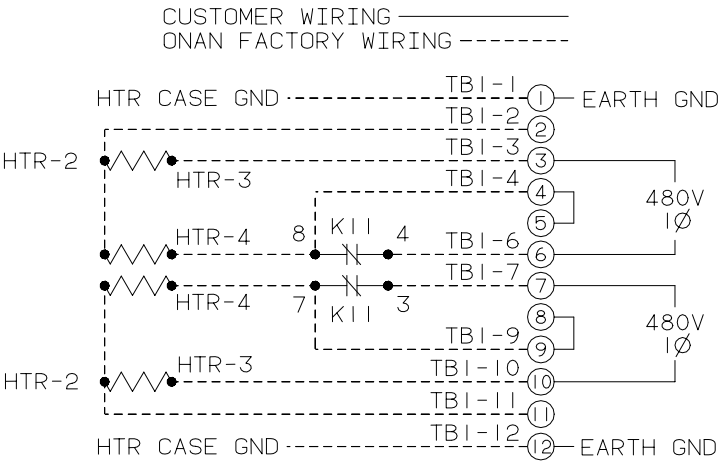 CUSTOMER WIRING
ONAN FACTORY WIRING
HTR CASE GND TB1-1 1 EARTH GND
TB1-2 2
HTR-2 TB1-3 3
HTR-3 TB1-4 4
480V
1Ø
5
HTR-4 8 K11 4 TB1-6 6
TB1-7 7
HTR-4 7 K11 3
8
480V
1Ø
TB1-9 9
HTR-3 TB1-10 10
HTR-2
TB1-11 11
HTR CASE GND TB1-12 12 EARTH GND